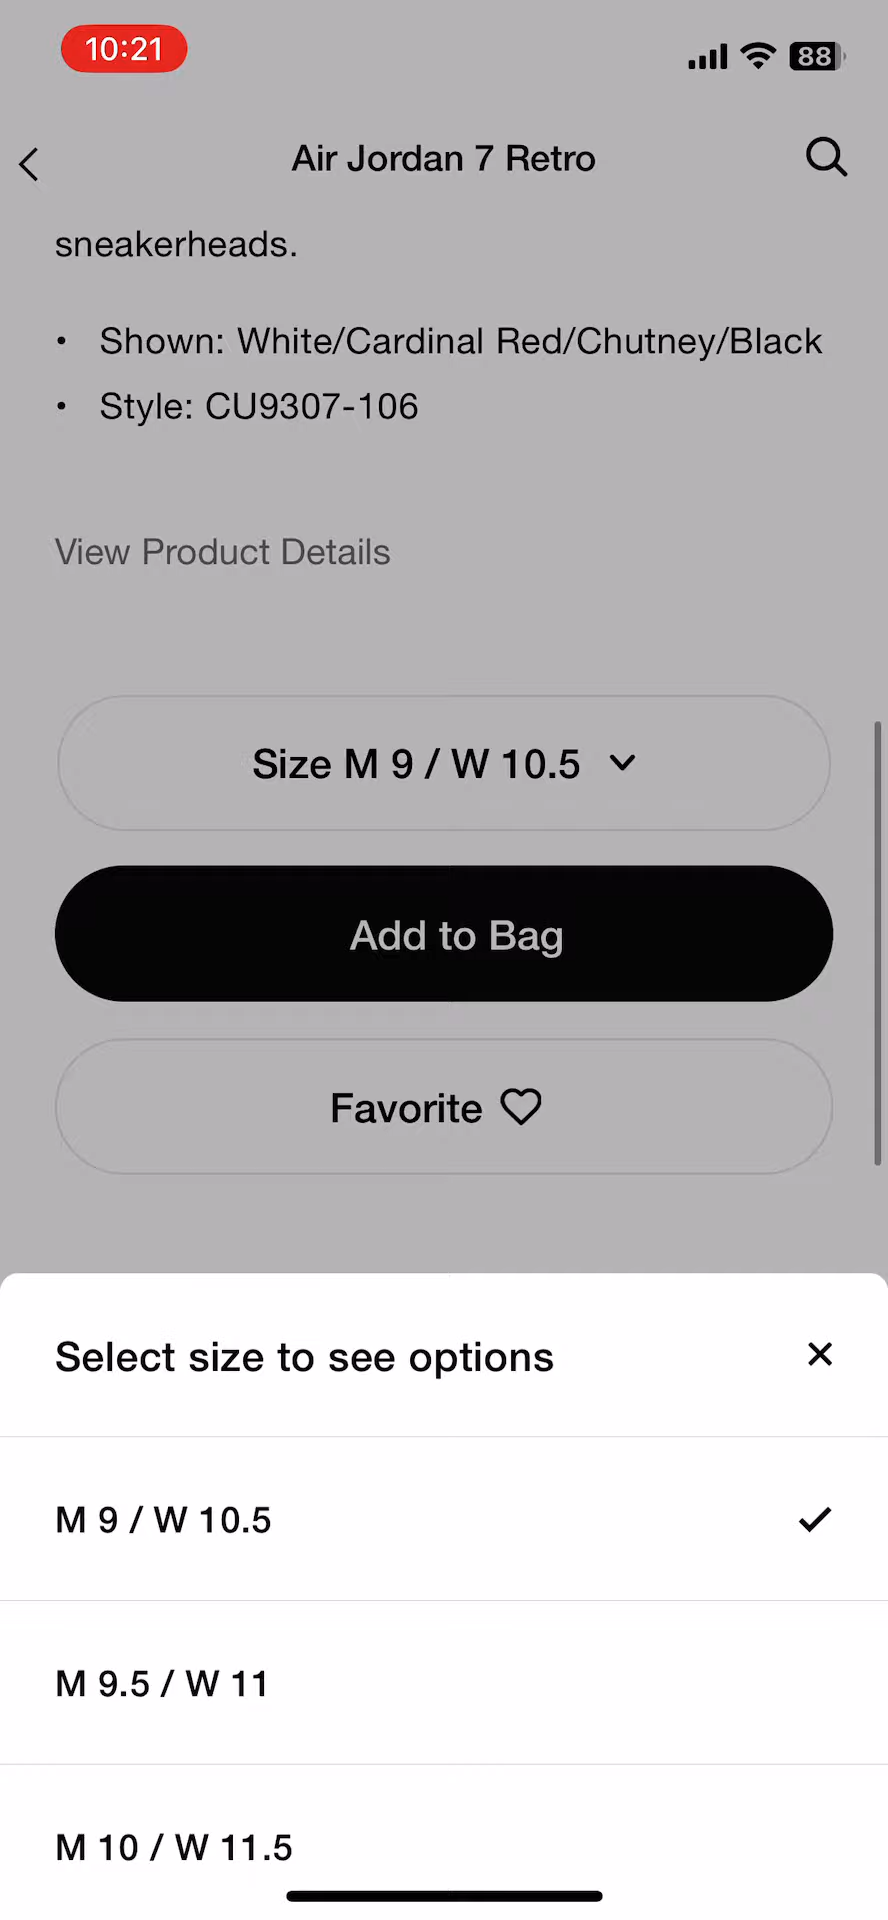 10:21
88
Air Jordan 7 Retro
sneakerheads.
• Shown: White/Cardinal Red/Chutney/Black
• Style: CU9307-106
View Product Details
Size M 9 / W 10.5
Add to Bag
Favorite
Select size to see options
M 9 / W 10.5
M 9.5 / W 11
M 10 / W 11.5